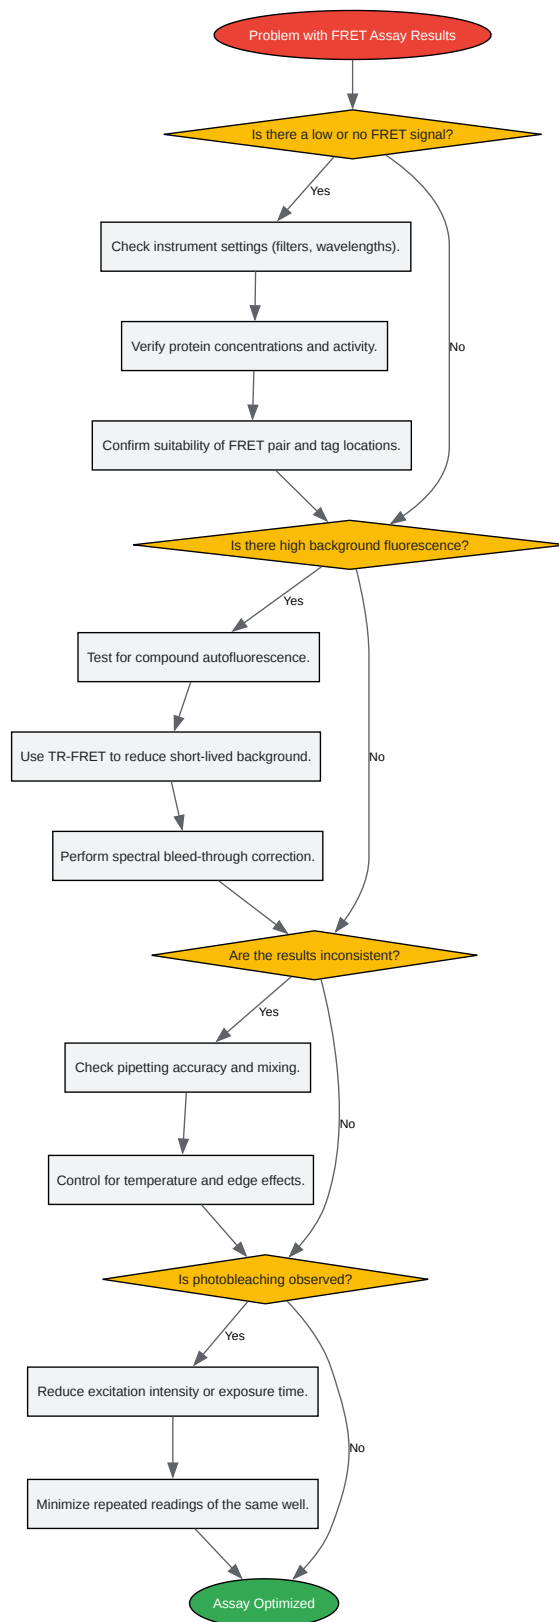 Problem with FRET Assay Results
Is there a low or no FRET signal?
Yes
Check instrument settings (filters, wavelengths).
Verify protein concentrations and activity.
No
Confirm suitability of FRET pair and tag locations.
Is there high background fluorescence?
Yes
Test for compound autofluorescence.
Use TR-FRET to reduce short-lived background.
No
Perform spectral bleed-through correction.
Are the results inconsistent?
Yes
Check pipetting accuracy and mixing.
No
Control for temperature and edge effects.
Is photobleaching observed?
Yes
Reduce excitation intensity or exposure time.
No
Minimize repeated readings of the same well.
Assay Optimized